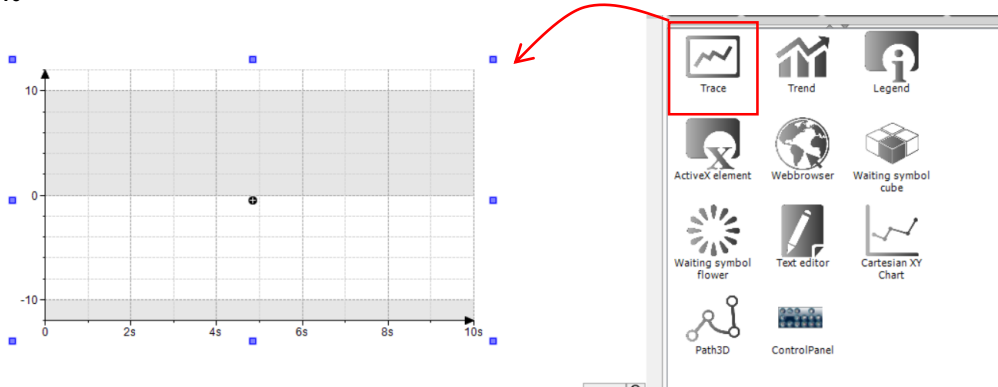 10
0
-10
0
2s
4s
6s
8s
10s
Trace
Trend
Legend
ActiveX element
Webbrowser
Waiting symbol
cube
Waiting symbol
flower
Text editor
Cartesian XY
Chart
Path3D
ControlPanel